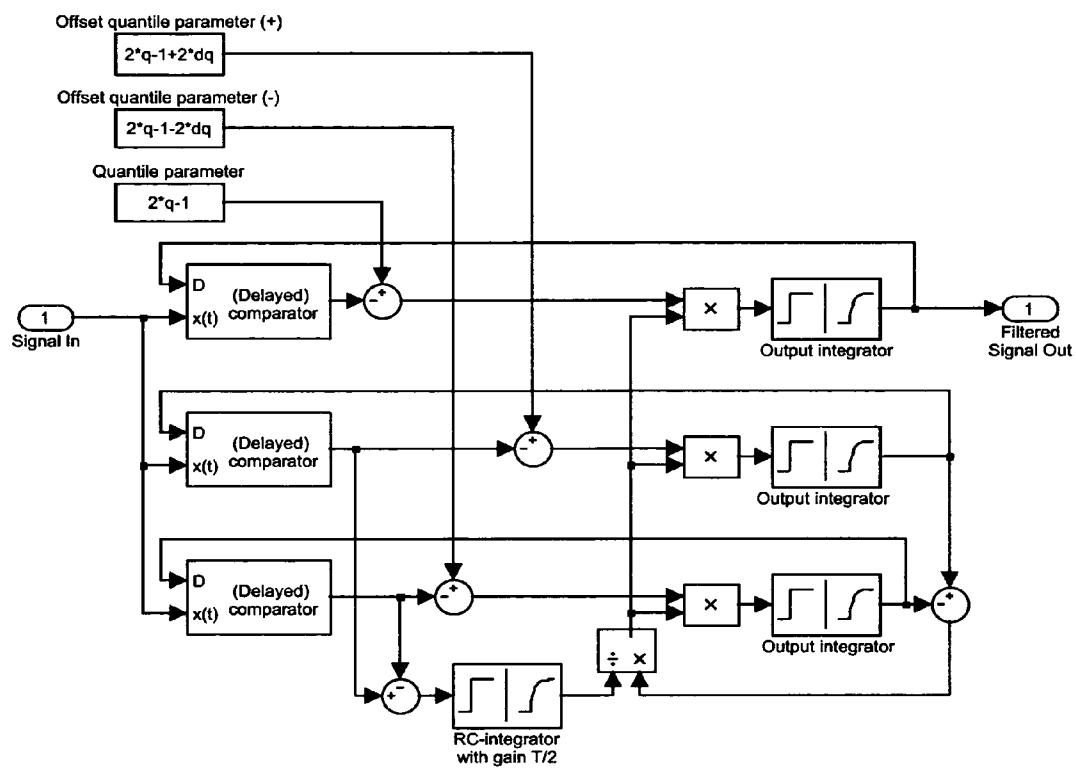 Offset quantile parameter (+)
2*q-1+2*dq
Offset quantile parameter (-)
2*q-1-2*dq
Quantile parameter
2*q-1
D
x(t)
(Delayed)
comparator
- +
×
Output integrator
1
Signal In
1
Filtered
Signal Out
D
x(t)
(Delayed)
comparator
- +
×
Output integrator
D
x(t)
(Delayed)
comparator
- +
×
Output integrator
- +
÷ ×
+ -
RC-integrator
with gain T/2